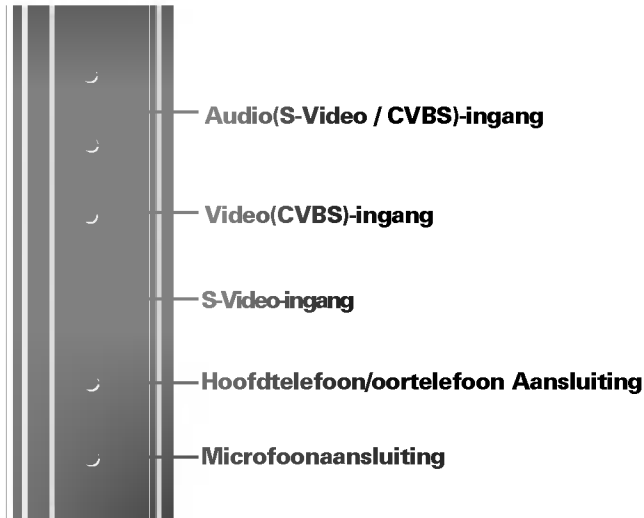 Audio(S-Video / CVBS)-ingang
Video(CVBS)-ingang
S-Video-ingang
Hoofdtelefoon/oortelefoon Aansluiting
Microfoonaansluiting